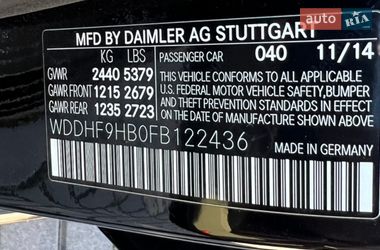 AUTO RIA
MFD BY DAIMLER AG STUTTGART
KG LBS PASSENGER CAR 040 11/14
GVWR 2440 5379
GAWR FRONT 1215 2679
GAWR REAR 1235 2723
THIS VEHICLE CONFORMS TO ALL APPLICABLE
U.S. FEDERAL MOTOR VEHICLE SAFETY, BUMPER
AND THEFT PREVENTION STANDARDS IN EFFECT
ON THE DATE OF MANUFACTURE SHOWN ABOVE.
WDDHF9HB0FB122436
MADE IN GERMANY